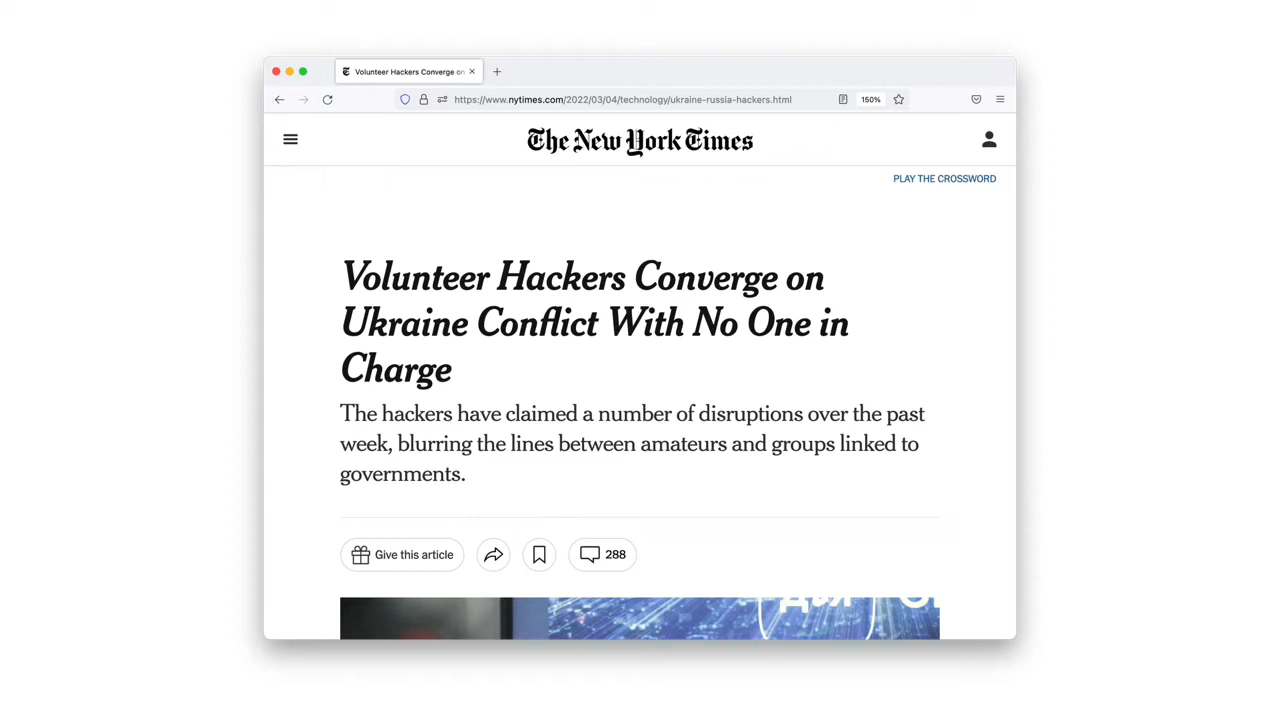 Volunteer Hackers Converge on
https://www.nytimes.com/2022/03/04/technology/ukraine-russia-hackers.html
150%
The New York Times
PLAY THE CROSSWORD
Volunteer Hackers Converge on
Ukraine Conflict With No One in
Charge
The hackers have claimed a number of disruptions over the past
week, blurring the lines between amateurs and groups linked to
governments.
Give this article
288